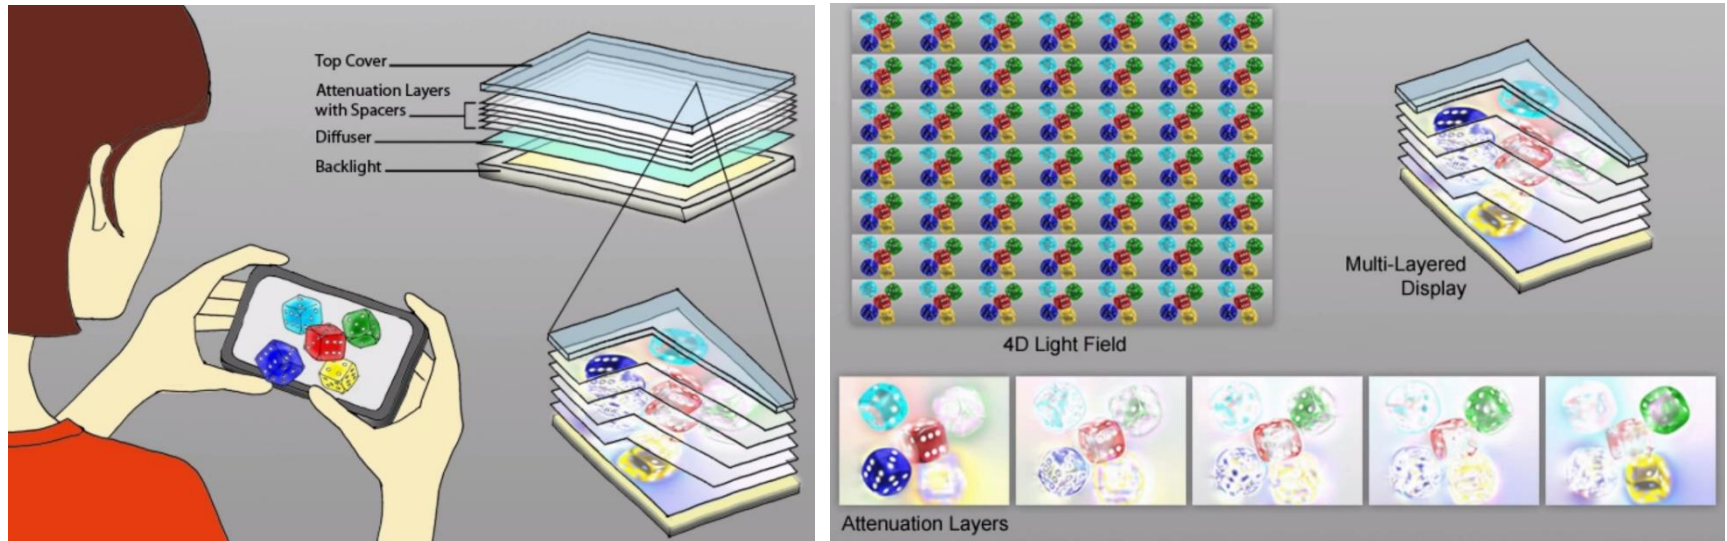 Top Cover
Attenuation Layers
with Spacers
Diffuser
Backlight
4D Light Field
Multi-Layered
Display
Attenuation Layers